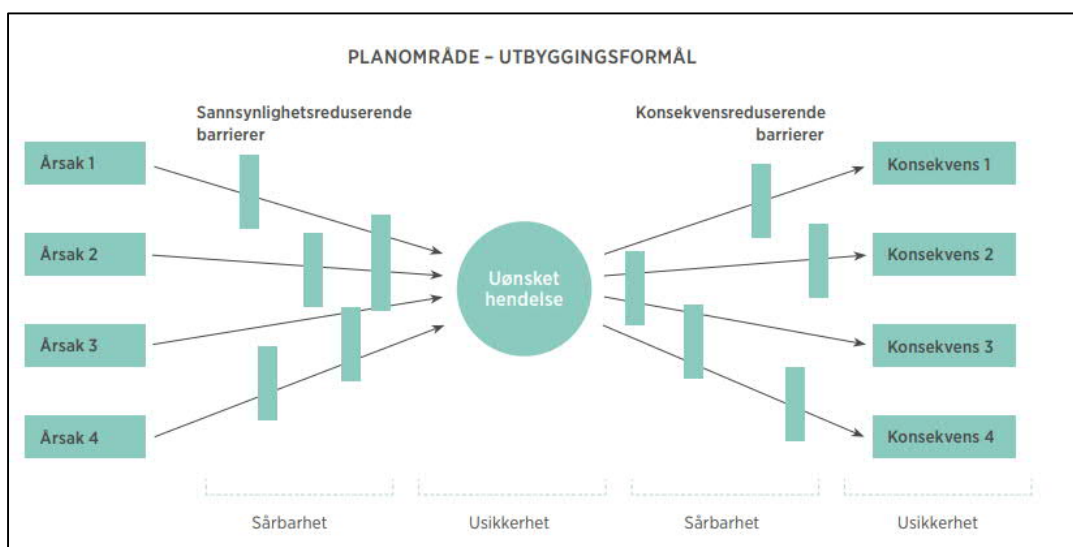 PLANOMRÅDE – UTBYGGINGSFORMÅL
Sannsynlighetsreduserende
barrierer
Konsekvensreduserende
barrierer
Årsak 1
Årsak 2
Årsak 3
Årsak 4
Uønsket
hendelse
Konsekvens 1
Konsekvens 2
Konsekvens 3
Konsekvens 4
Sårbarhet
Usikkerhet
Sårbarhet
Usikkerhet